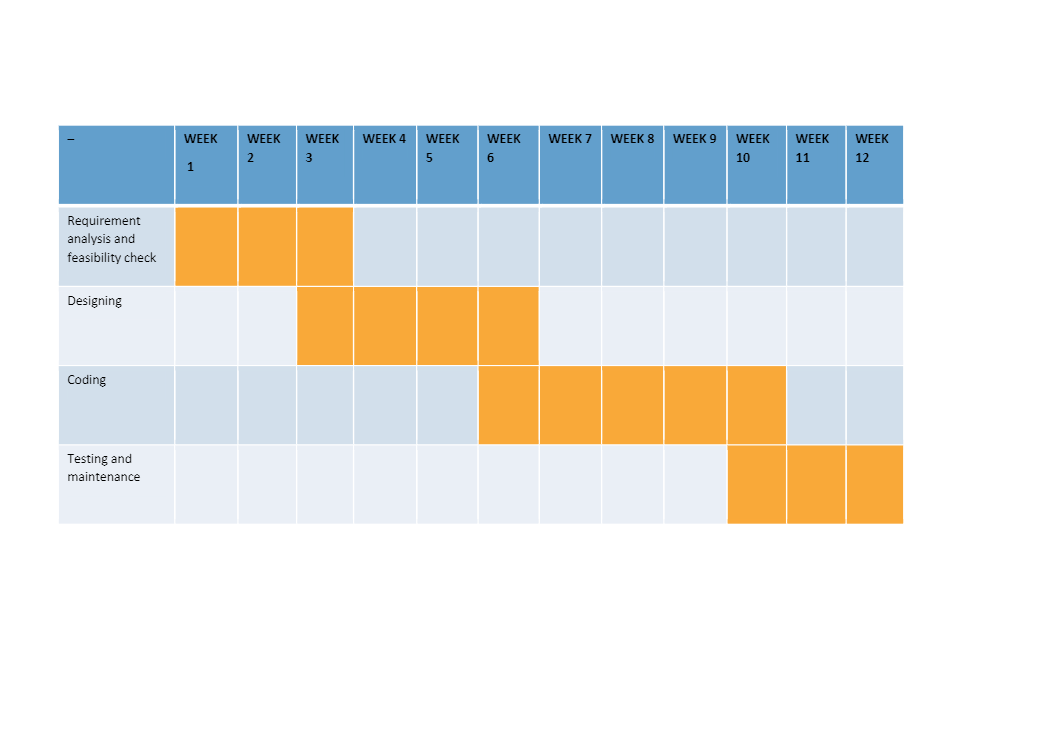 –
WEEK
1
WEEK
2
WEEK
3
WEEK 4
WEEK
5
WEEK
6
WEEK 7
WEEK 8
WEEK 9
WEEK
10
WEEK
11
WEEK
12
Requirement
analysis and
feasibility check
Designing
Coding
Testing and
maintenance